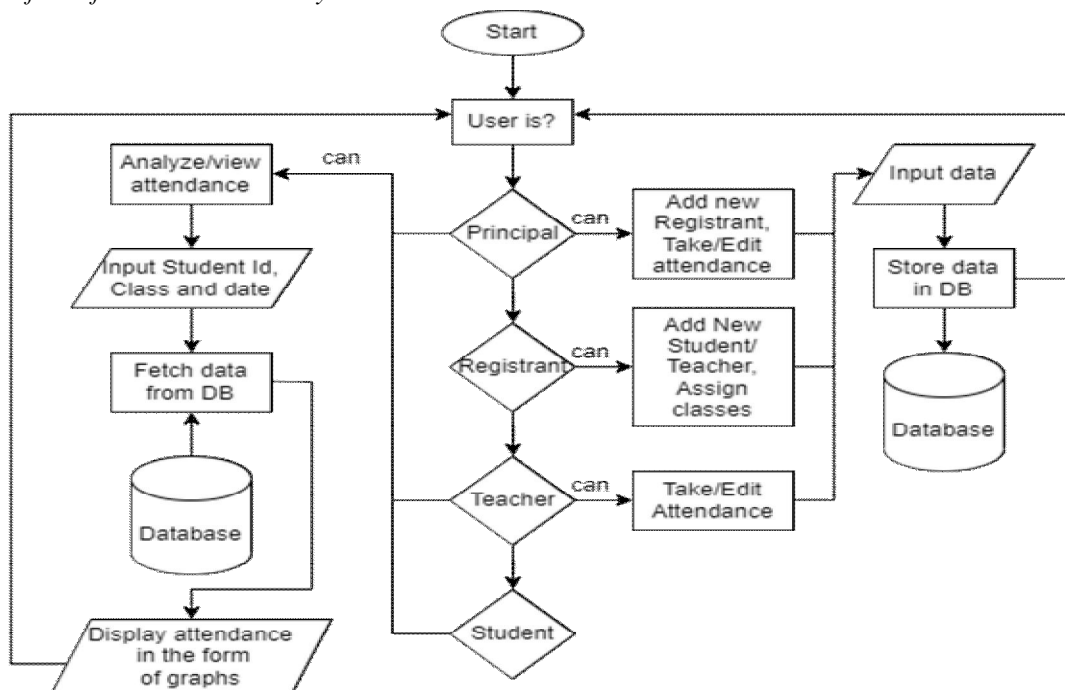 Start
User is?
can
Analyze/view
attendance
Input Student Id,
Class and date
Fetch data
from DB
Database
Display attendance
in the form
of graphs
Principal
can
Add new
Registrant,
Take/Edit
attendance
Registrant
can
Add New
Student/
Teacher,
Assign
classes
Teacher
can
Take/Edit
Attendance
Student
Input data
Store data
in DB
Database